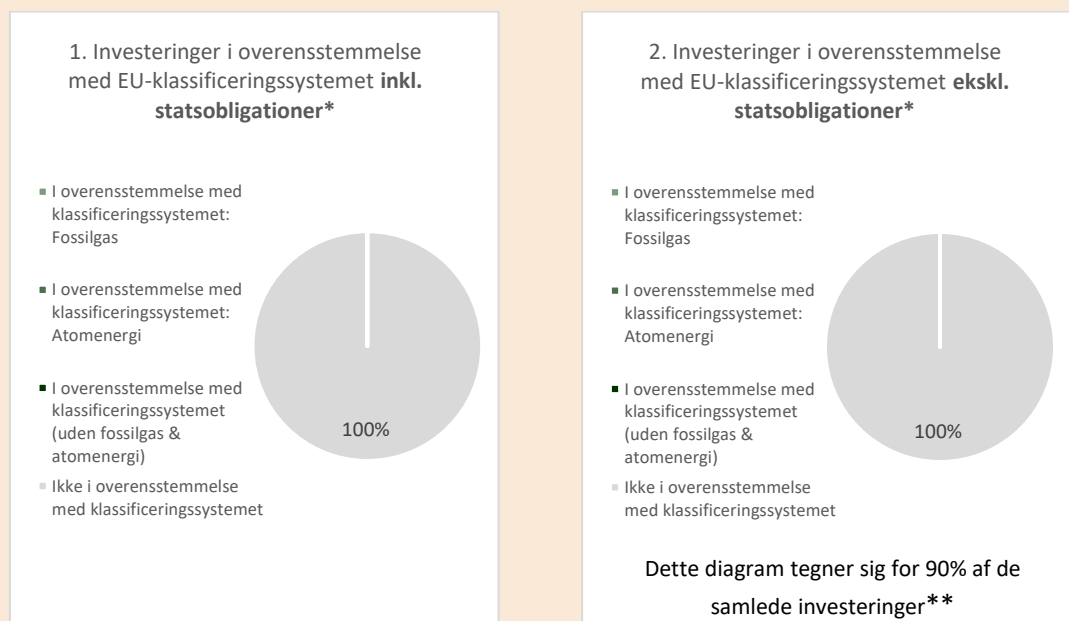 1. Investeringer i overensstemmelse
med EU-klassificeringssystemet inkl.
statsobligationer*
I overensstemmelse med
klassificeringssystemet:
Fossilgas
I overensstemmelse med
klassificeringssystemet:
Atomenergi
I overensstemmelse med
klassificeringssystemet
(uden fossilgas &
atomenergi)
Ikke i overensstemmelse
med klassificeringssystemet
100%
2. Investeringer i overensstemmelse
med EU-klassificeringssystemet ekskl.
statsobligationer*
I overensstemmelse med
klassificeringssystemet:
Fossilgas
I overensstemmelse med
klassificeringssystemet:
Atomenergi
I overensstemmelse med
klassificeringssystemet
(uden fossilgas &
atomenergi)
Ikke i overensstemmelse
med klassificeringssystemet
100%
Dette diagram tegner sig for 90% af de
samlede investeringer**